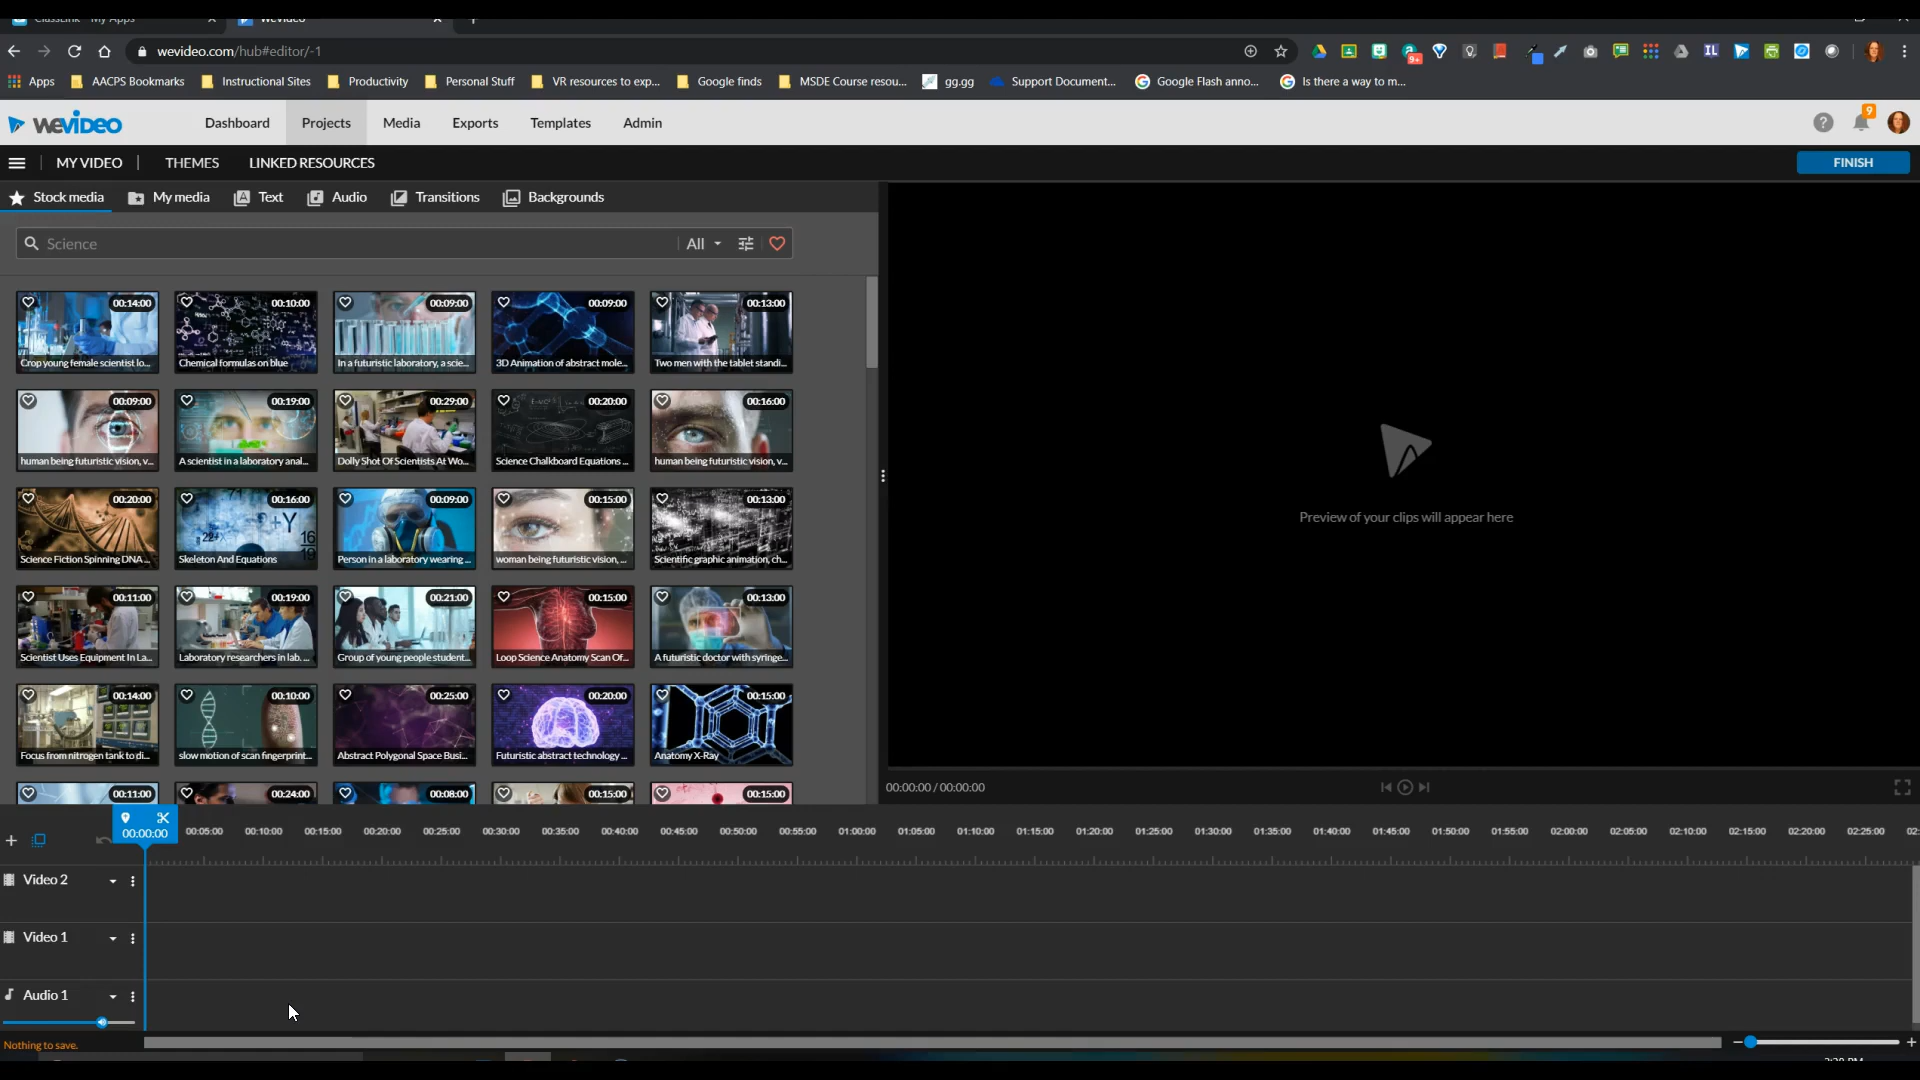 ClassLink - My Apps
WeVideo
wevideo.com/hub#editor/-1
9+
IL
Apps AACPS Bookmarks Instructional Sites Productivity Personal Stuff VR resources to exp... Google finds MSDE Course resou... gg.gg Support Document... Google Flash anno... Is there a way to m...
WEVIDEO Dashboard Projects Media Exports Templates Admin
? 9
MY VIDEO THEMES LINKED RESOURCES FINISH
Stock media My media Text Audio Transitions Backgrounds
Science All
00:14:00 00:10:00 00:09:00 00:09:00 00:13:00
Crop young female scientist lo... Chemical formulas on blue In a futuristic laboratory, a scie... 3D Animation of abstract mole... Two men with the tablet standi...
00:09:00 00:19:00 00:29:00 00:20:00 00:16:00
human being futuristic vision, v... A scientist in a laboratory anal... Dolly Shot Of Scientists At Wo... Science Chalkboard Equations ... human being futuristic vision, v...
00:20:00 00:16:00 00:09:00 00:15:00 00:13:00
Science Fiction Spinning DNA ... Skeleton And Equations Person in a laboratory wearing ... woman being futuristic vision, ... Scientific graphic animation, ch...
00:11:00 00:19:00 00:21:00 00:15:00 00:13:00
Scientist Uses Equipment In La... Laboratory researchers in lab. ... Group of young people student... Loop Science Anatomy Scan Of... A futuristic doctor with syringe...
00:14:00 00:10:00 00:25:00 00:20:00 00:15:00
Focus from nitrogen tank to di... slow motion of scan fingerprint... Abstract Polygonal Space Busi... Futuristic abstract technology ... Anatomy X-Ray
00:11:00 00:24:00 00:08:00 00:15:00 00:15:00
Preview of your clips will appear here
00:00:00 / 00:00:00
00:00:00 00:05:00 00:10:00 00:15:00 00:20:00 00:25:00 00:30:00 00:35:00 00:40:00 00:45:00 00:50:00 00:55:00 01:00:00 01:05:00 01:10:00 01:15:00 01:20:00 01:25:00 01:30:00 01:35:00 01:40:00 01:45:00 01:50:00 01:55:00 02:00:00 02:05:00 02:10:00 02:15:00 02:20:00 02:25:00 02:
Video 2
Video 1
Audio 1
Nothing to save.